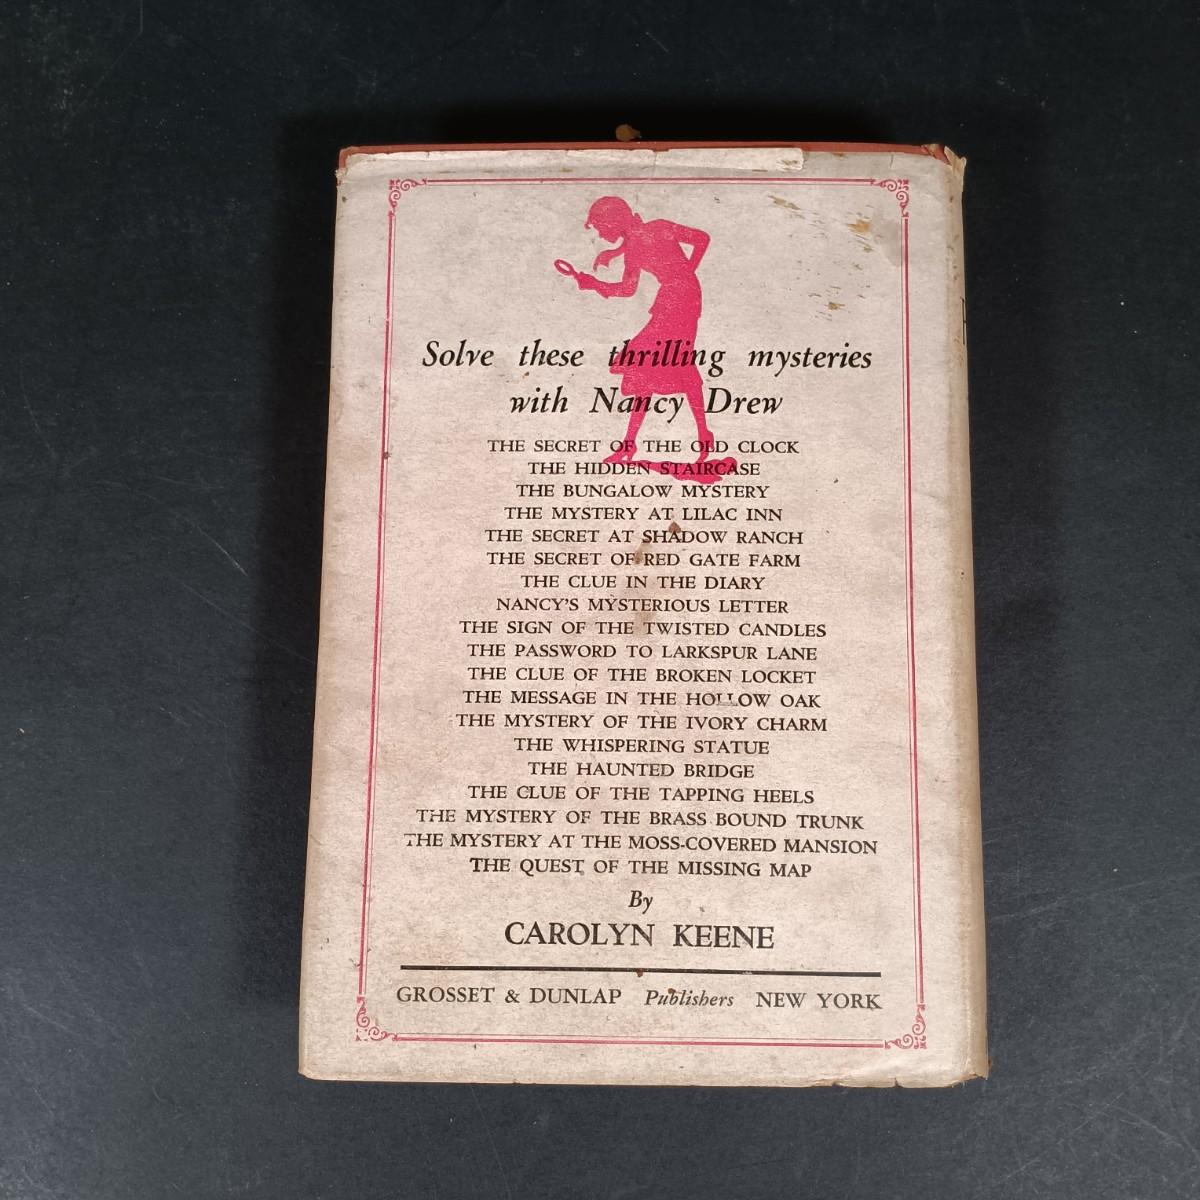 Solve these thrilling mysteries
with Nancy Drew
THE SECRET OF THE OLD CLOCK
THE HIDDEN STAIRCASE
THE BUNGALOW MYSTERY
THE MYSTERY AT LILAC INN
THE SECRET AT SHADOW RANCH
THE SECRET OF RED GATE FARM
THE CLUE IN THE DIARY
NANCY'S MYSTERIOUS LETTER
THE SIGN OF THE TWISTED CANDLES
THE PASSWORD TO LARKSPUR LANE
THE CLUE OF THE BROKEN LOCKET
THE MESSAGE IN THE HOLLOW OAK
THE MYSTERY OF THE IVORY CHARM
THE WHISPERING STATUE
THE HAUNTED BRIDGE
THE CLUE OF THE TAPPING HEELS
THE MYSTERY OF THE BRASS BOUND TRUNK
THE MYSTERY AT THE MOSS-COVERED MANSION
THE QUEST OF THE MISSING MAP
By
CAROLYN KEENE
GROSSET & DUNLAP Publishers NEW YORK